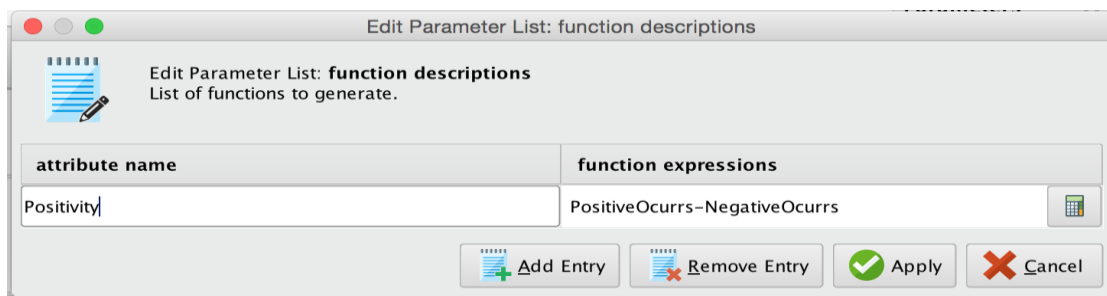 Edit Parameter List: function descriptions
Edit Parameter List: function descriptions
List of functions to generate.
attribute name function expressions
Positivity PositiveOcurrs-NegativeOcurrs
Add Entry Remove Entry Apply Cancel